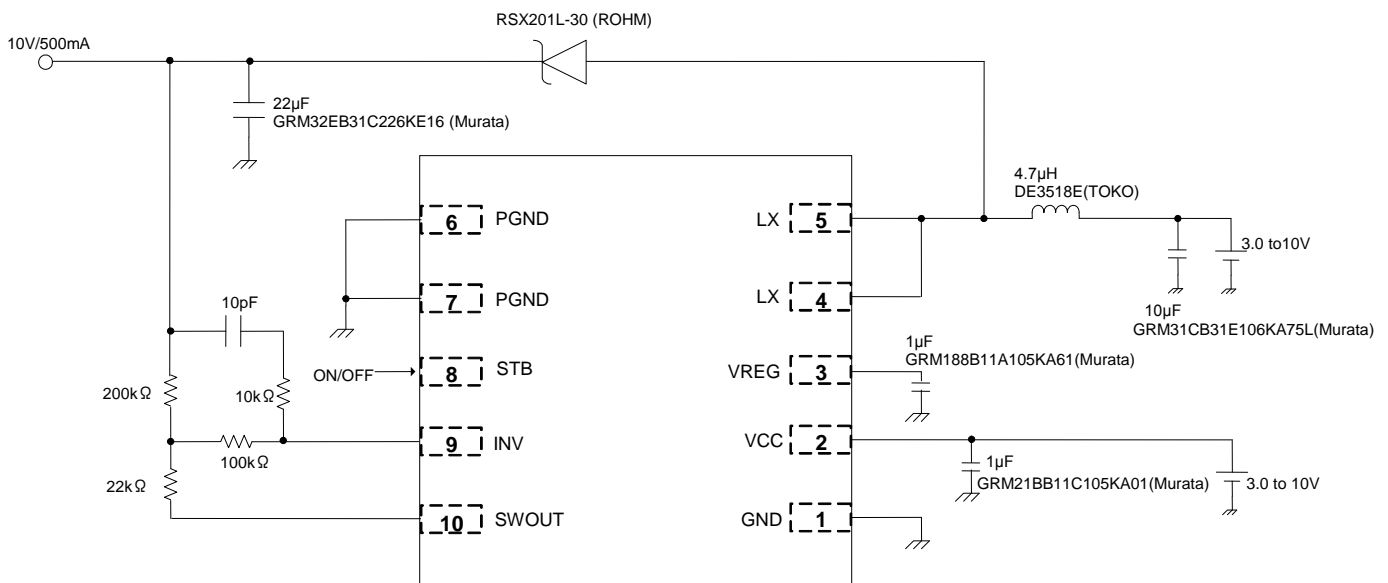 RSX201L-30 (ROHM)
10V/500mA
22µF
GRM32EB31C226KE16 (Murata)
4.7µH
DE3518E(TOKO)
6
PGND
LX
5
3.0 to10V
7
PGND
LX
4
10pF
10µF
GRM31CB31E106KA75L(Murata)
1µF
GRM188B11A105KA61(Murata)
ON/OFF
8
STB
VREG
3
200kΩ
10kΩ
9
INV
VCC
2
100kΩ
1µF
GRM21BB11C105KA01(Murata)
3.0 to 10V
22kΩ
10
SWOUT
GND
1